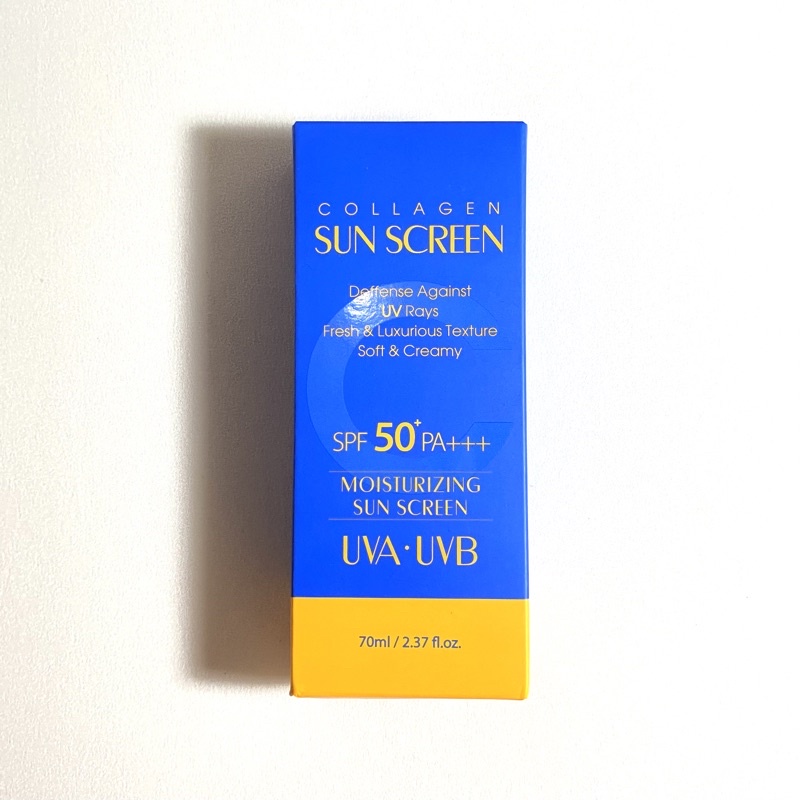 COLLAGEN
SUN SCREEN
Deffense Against
UV Rays
Fresh & Luxurious Texture
Soft & Creamy
SPF 50+ PA+++
MOISTURIZING
SUN SCREEN
UVA·UVB
70ml / 2.37 fl.oz.